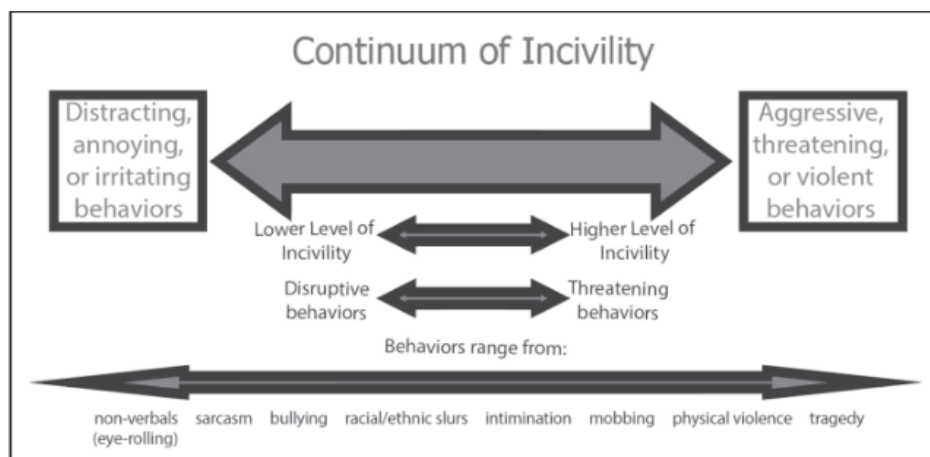 Continuum of Incivility
Distracting,
annoying,
or irritating
behaviors
Aggressive,
threatening,
or violent
behaviors
Lower Level of
Incivility
Higher Level of
Incivility
Disruptive
behaviors
Threatening
behaviors
Behaviors range from:
non-verbals sarcasm bullying racial/ethnic slurs intimination mobbing physical violence tragedy
(eye-rolling)